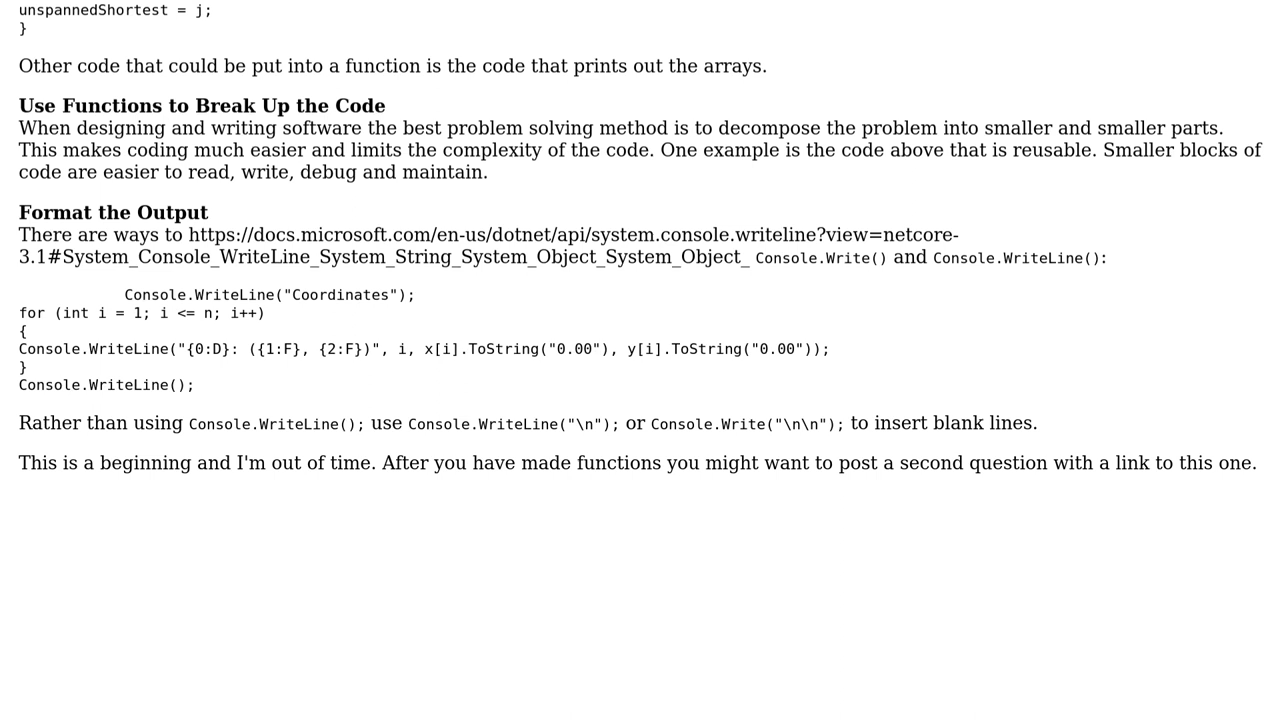 unspannedShortest = j;
}
Other code that could be put into a function is the code that prints out the arrays.
Use Functions to Break Up the Code
When designing and writing software the best problem solving method is to decompose the problem into smaller and smaller parts.
This makes coding much easier and limits the complexity of the code. One example is the code above that is reusable. Smaller blocks of
code are easier to read, write, debug and maintain.
Format the Output
There are ways to https://docs.microsoft.com/en-us/dotnet/api/system.console.writeline?view=netcore-
3.1#System_Console_WriteLine_System_String_System_Object_System_Object_ Console.Write() and Console.WriteLine():
Console.WriteLine("Coordinates");
for (int i = 1; i <= n; i++)
{
Console.WriteLine("{0:D}: ({1:F}, {2:F})", i, x[i].ToString("0.00"), y[i].ToString("0.00"));
}
Console.WriteLine();
Rather than using Console.WriteLine(); use Console.WriteLine("\n"); or Console.Write("\n\n"); to insert blank lines.
This is a beginning and I'm out of time. After you have made functions you might want to post a second question with a link to this one.